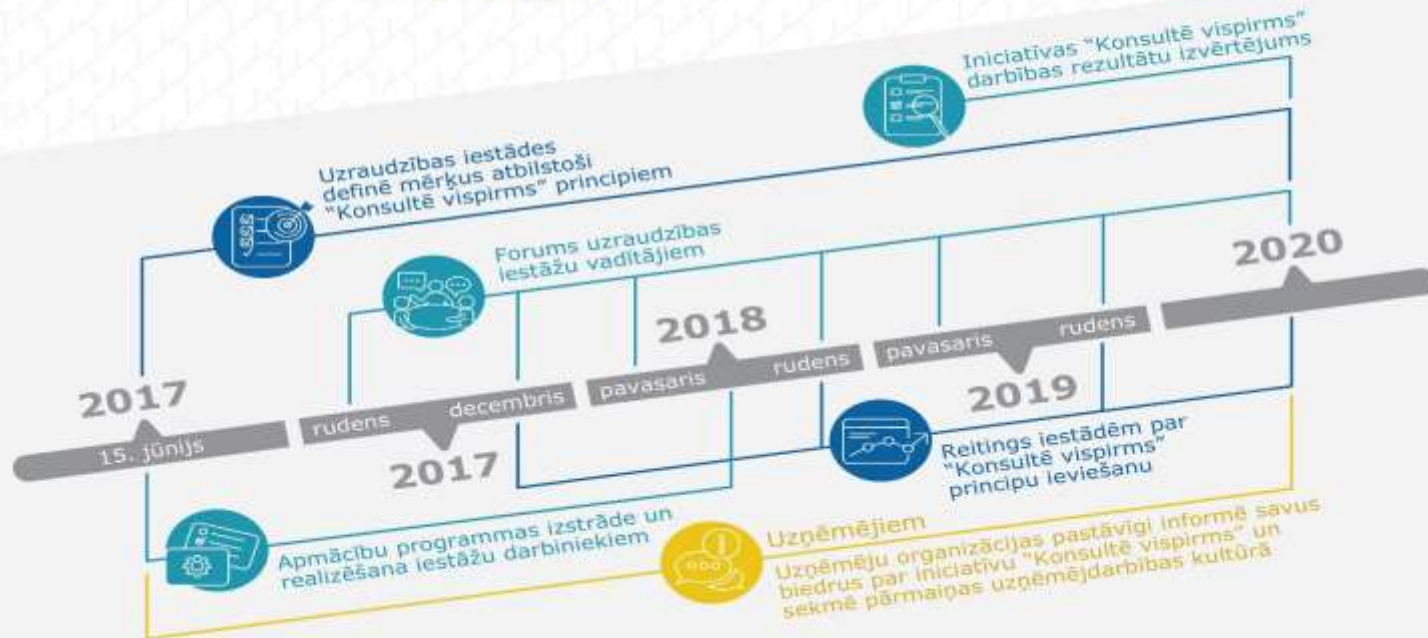 Iniciatīvas “Konsultē vispirms”
darbības rezultātu izvērtējums
Uzraudzības iestādes
definē mērķus atbilstoši
“Konsultē vispirms” principiem
Forums uzraudzības
iestāžu vadītājiem
2017
2018
2020
15. jūnijs
rudens
decembris
pavasaris
rudens
pavasaris
rudens
2017
2019
Reitings iestādēm par
“Konsultē vispirms”
principu ieviešanu
Apmācību programmas izstrāde un
realizēšana iestāžu darbiniekiem
Uzņēmējiem
Uzņēmēju organizācijas pastāvīgi informē savus
biedrus par iniciatīvu “Konsultē vispirms” un
sekmē pārmaiņas uzņēmējdarbības kultūrā